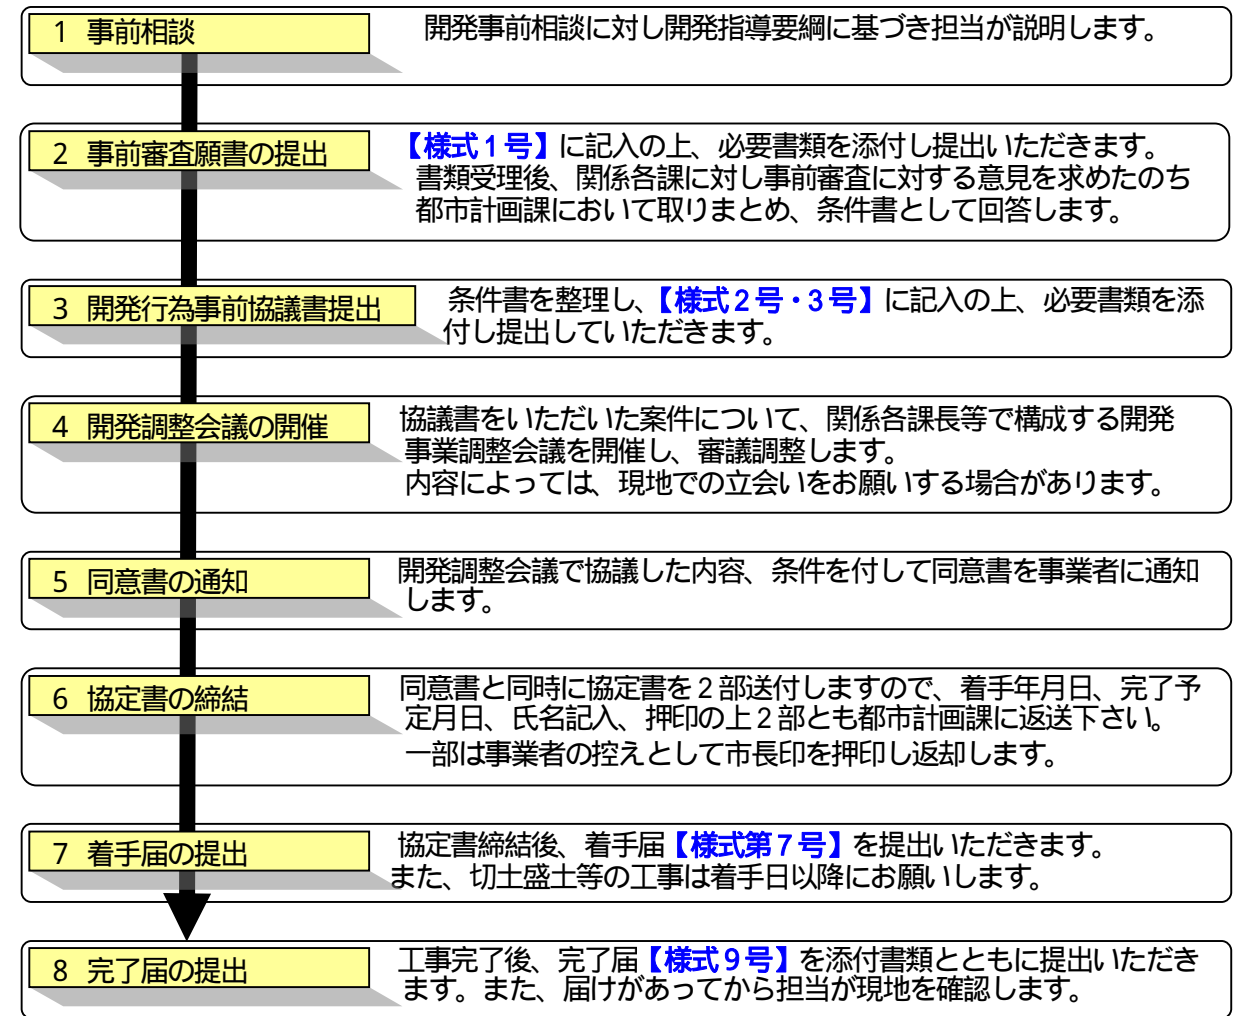 1 事前相談
開発事前相談に対し開発指導要綱に基づき担当が説明します。
2 事前審査願書の提出
【様式1号】に記入の上、必要書類を添付し提出いただきます。
書類受理後、関係各課に対し事前審査に対する意見を求めたのち
都市計画課において取りまとめ、条件書として回答します。
3 開発行為事前協議書提出
条件書を整理し、【様式2号・3号】に記入の上、必要書類を添
付し提出していただきます。
4 開発調整会議の開催
協議書をいただいた案件について、関係各課長等で構成する開発
事業調整会議を開催し、審議調整します。
内容によっては、現地での立会いをお願いする場合があります。
5 同意書の通知
開発調整会議で協議した内容、条件を付して同意書を事業者に通知
します。
6 協定書の締結
同意書と同時に協定書を2部送付しますので、着手年月日、完了予
定月日、氏名記入、押印の上2部とも都市計画課に返送下さい。
一部は事業者の控えとして市長印を押印し返却します。
7 着手届の提出
協定書締結後、着手届【様式第7号】を提出いただきます。
また、切土盛土等の工事は着手日以降にお願いします。
8 完了届の提出
工事完了後、完了届【様式9号】を添付書類とともに提出いただき
ます。また、届けがあってから担当が現地を確認します。